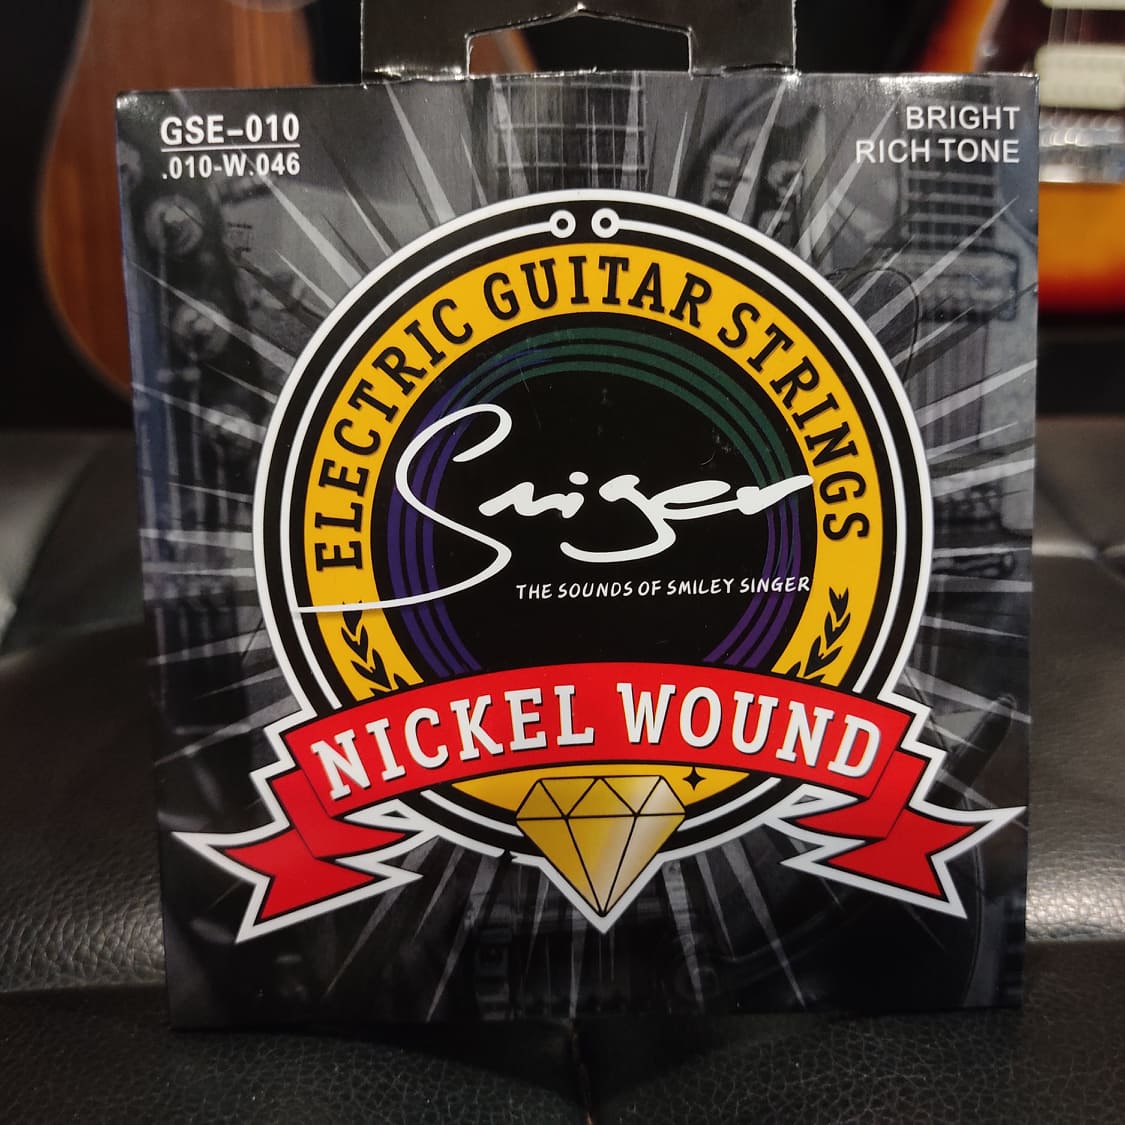 GSE-010
.010-W.046
BRIGHT
RICH TONE
ELECTRIC GUITAR STRINGS
Smiger
THE SOUNDS OF SMILEY SINGER
NICKEL WOUND